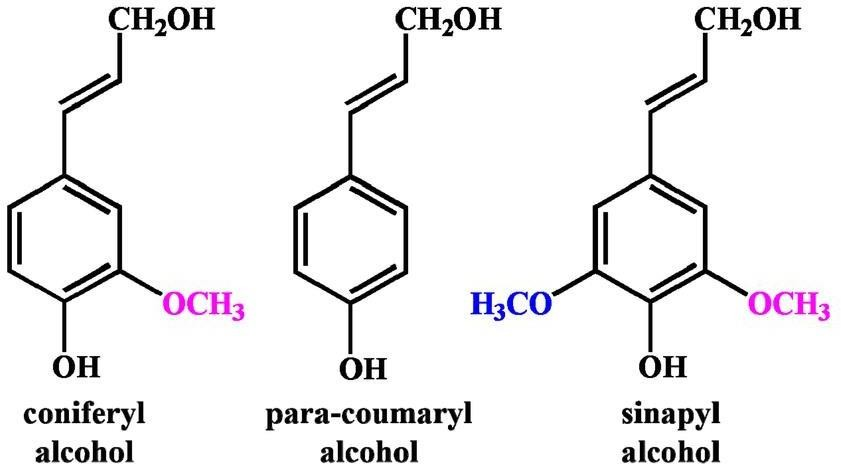 CH2OH
CH2OH
CH2OH
OCH3
H3CO
OCH3
OH
OH
OH
coniferyl
alcohol
para-coumaryl
alcohol
sinapyl
alcohol